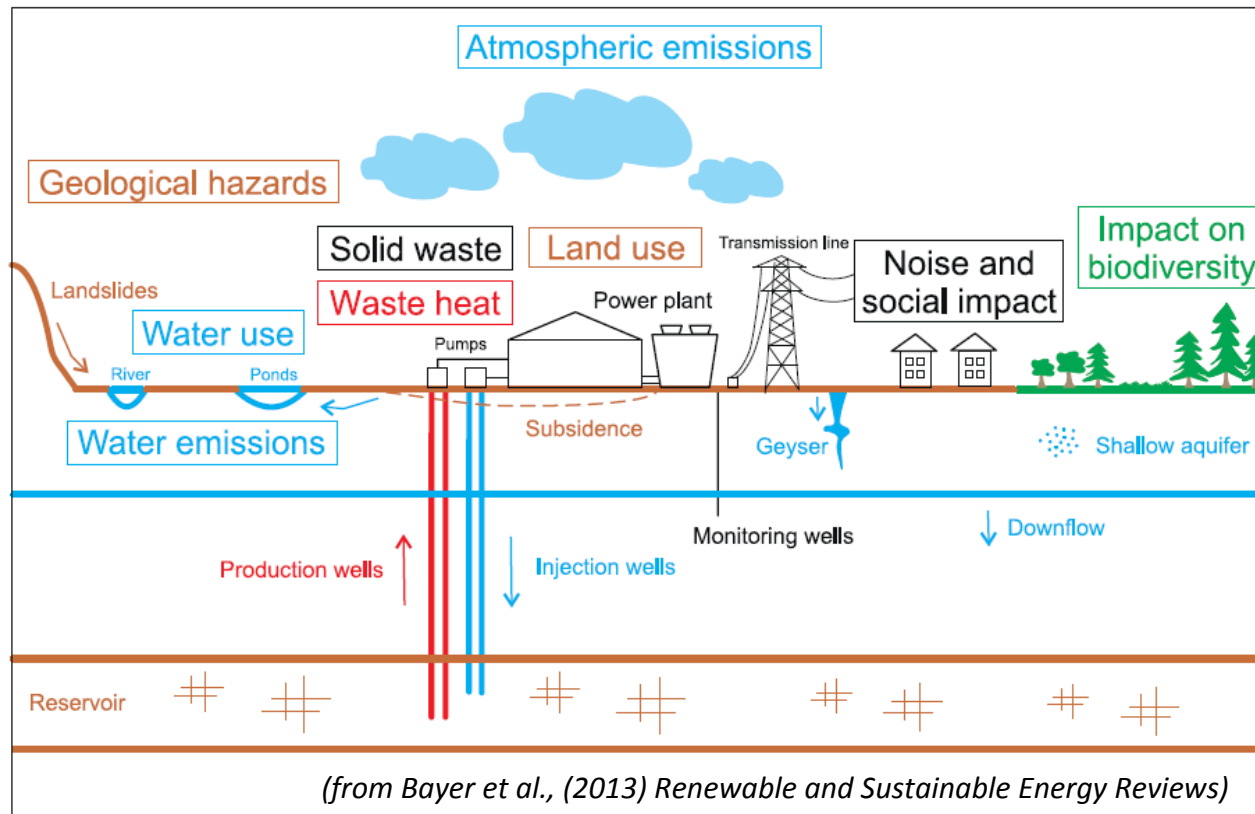 Atmospheric emissions
Geological hazards
Solid waste
Land use
Transmission line
Impact on
biodiversity
Noise and
social impact
Landslides
Waste heat
Power plant
Water use
Pumps
River
Ponds
Water emissions
Subsidence
Geyser
Shallow aquifer
Monitoring wells
Downflow
Production wells
Injection wells
Reservoir
(from Bayer et al., (2013) Renewable and Sustainable Energy Reviews)